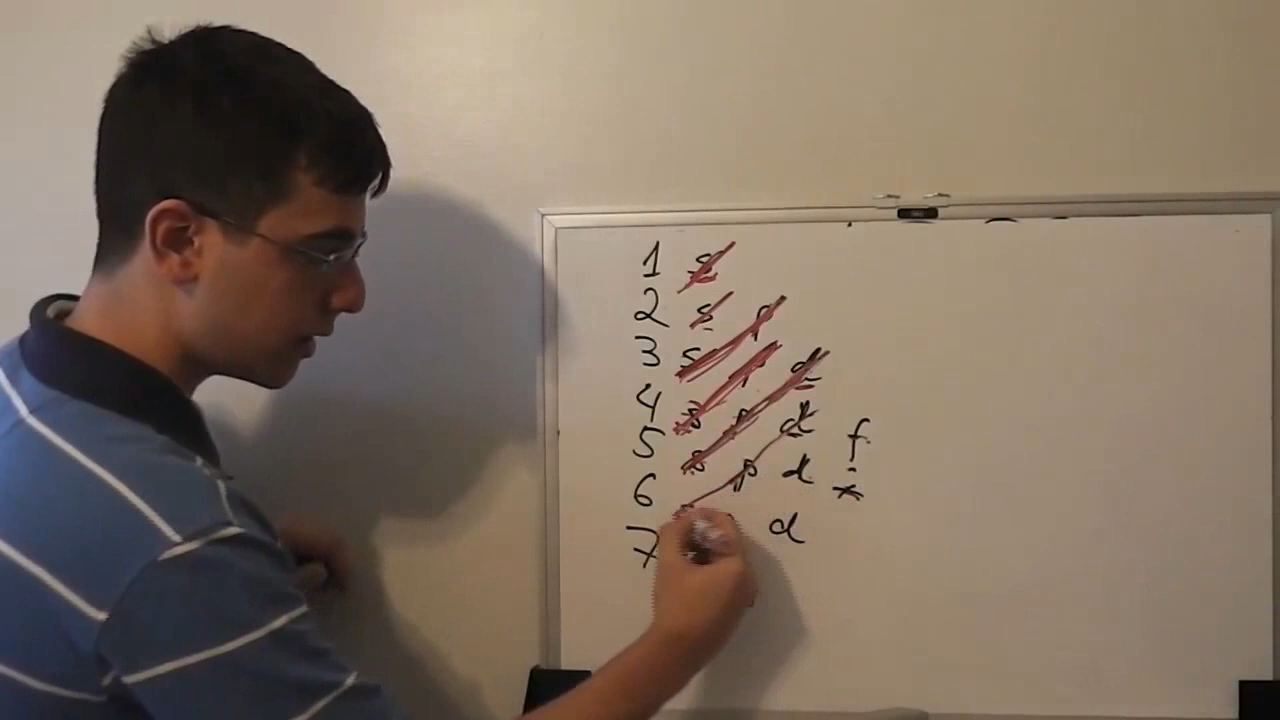 1 s
2 s p
3 s p d
4 s p d f
5 s p d f
6 s p d
7 d